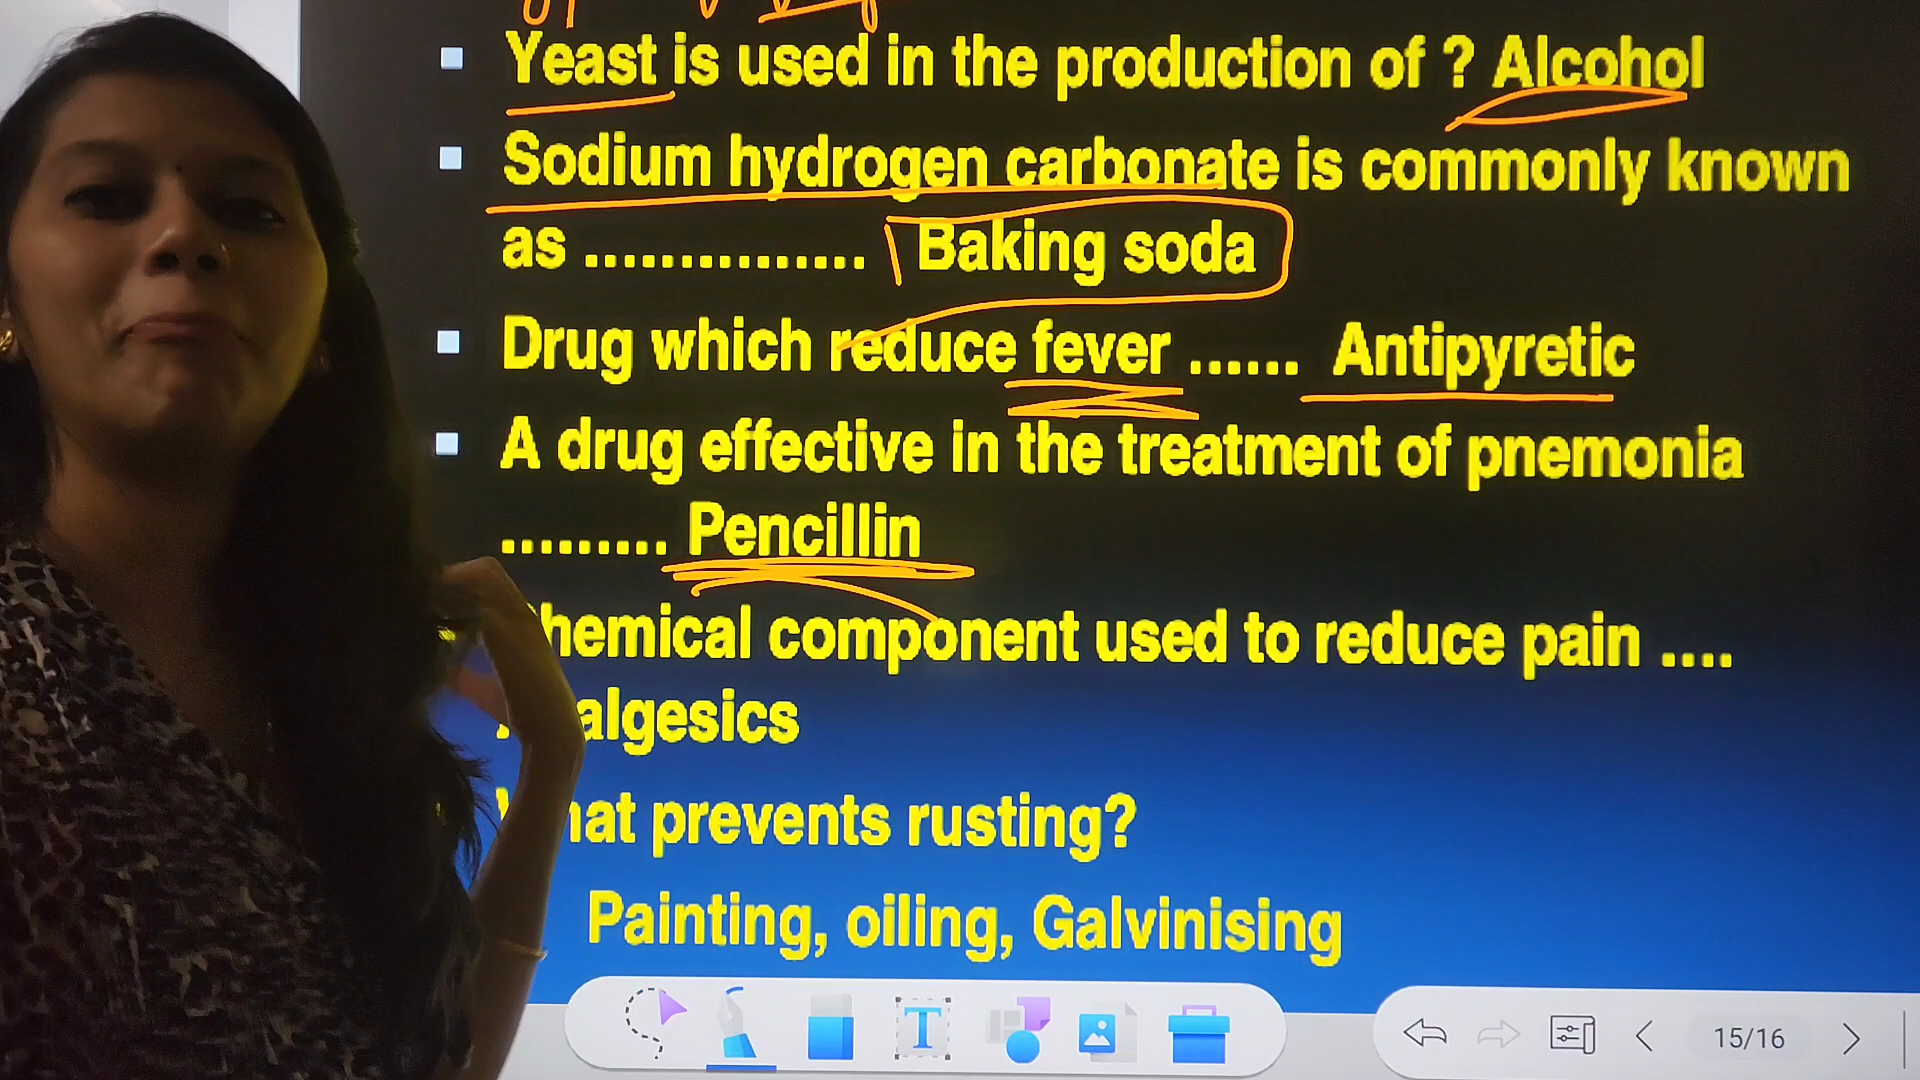 Yeast is used in the production of ? Alcohol
Sodium hydrogen carbonate is commonly known
as ............... Baking soda
Drug which reduce fever ...... Antipyretic
A drug effective in the treatment of pnemonia
......... Pencillin
hemical component used to reduce pain ....
algesics
hat prevents rusting?
Painting, oiling, Galvinising
T
15/16